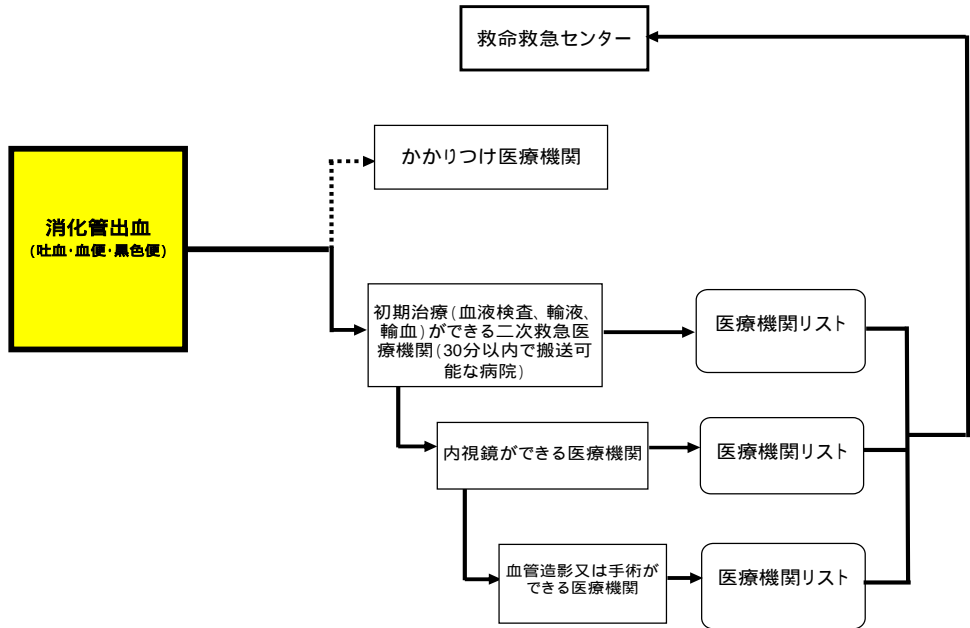 救命救急センター
かかりつけ医療機関
消化管出血
(吐血・血便・黒色便)
初期治療(血液検査、輸液、
輸血)ができる二次救急医
療機関(30分以内で搬送可
能な病院)
医療機関リスト
内視鏡ができる医療機関
医療機関リスト
血管造影又は手術が
できる医療機関
医療機関リスト